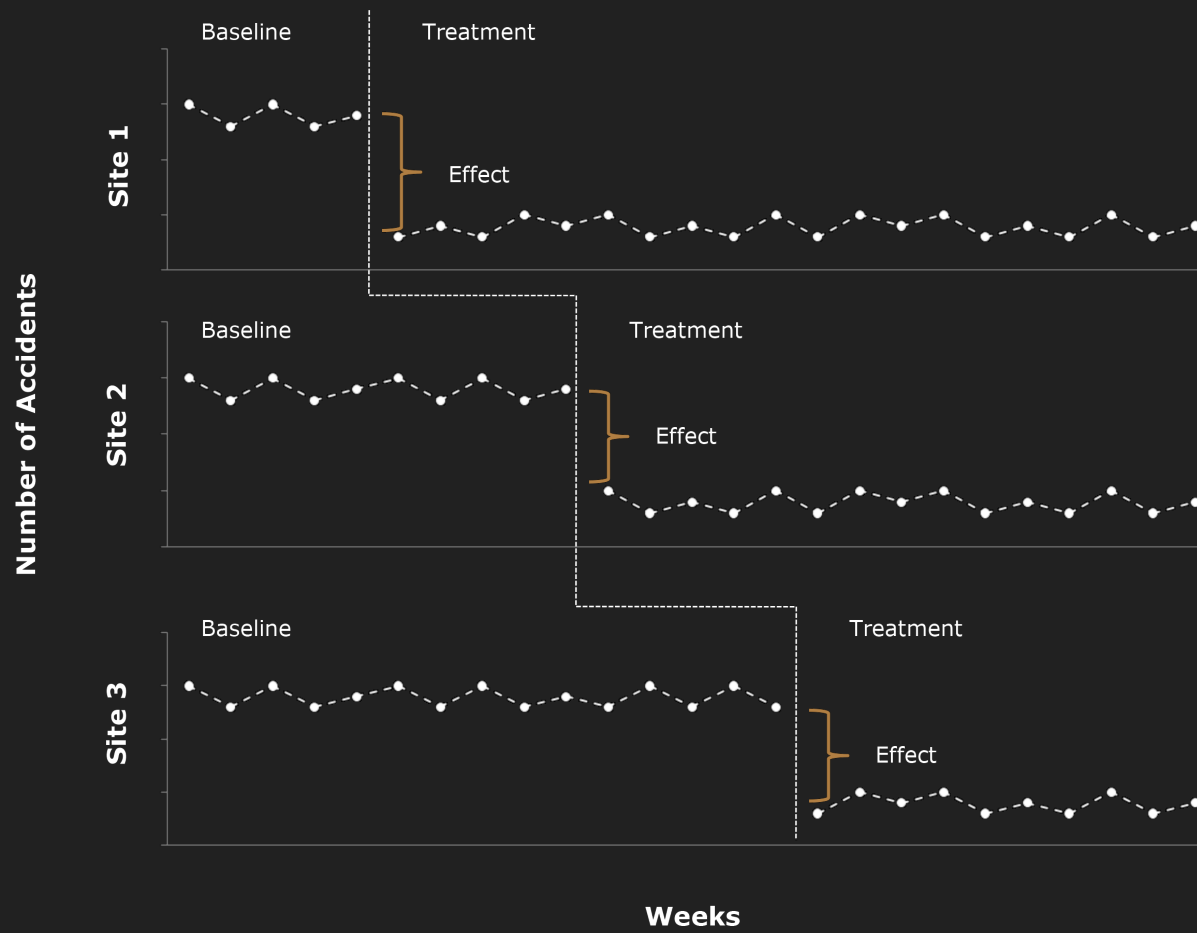 Number of Accidents
Site 1
Baseline
Treatment
Effect
Site 2
Baseline
Treatment
Effect
Site 3
Baseline
Treatment
Effect
Weeks